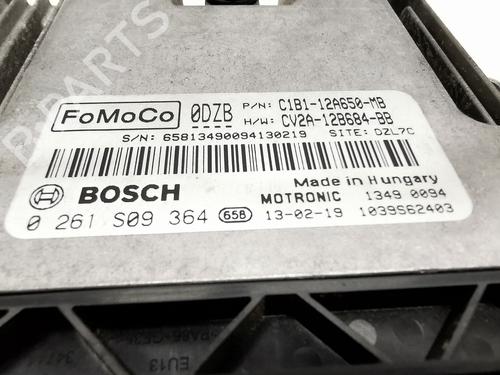 FoMoCo 0DZB P/N: C1B1-12A650-MB
H/W: CV2A-12B684-BB
S/N: 65813490094130219 SITE: DZL7C
BOSCH Made in Hungary
MOTRONIC 1349 0094
0 261 S09 364 658 13-02-19 1039S62403
EU13